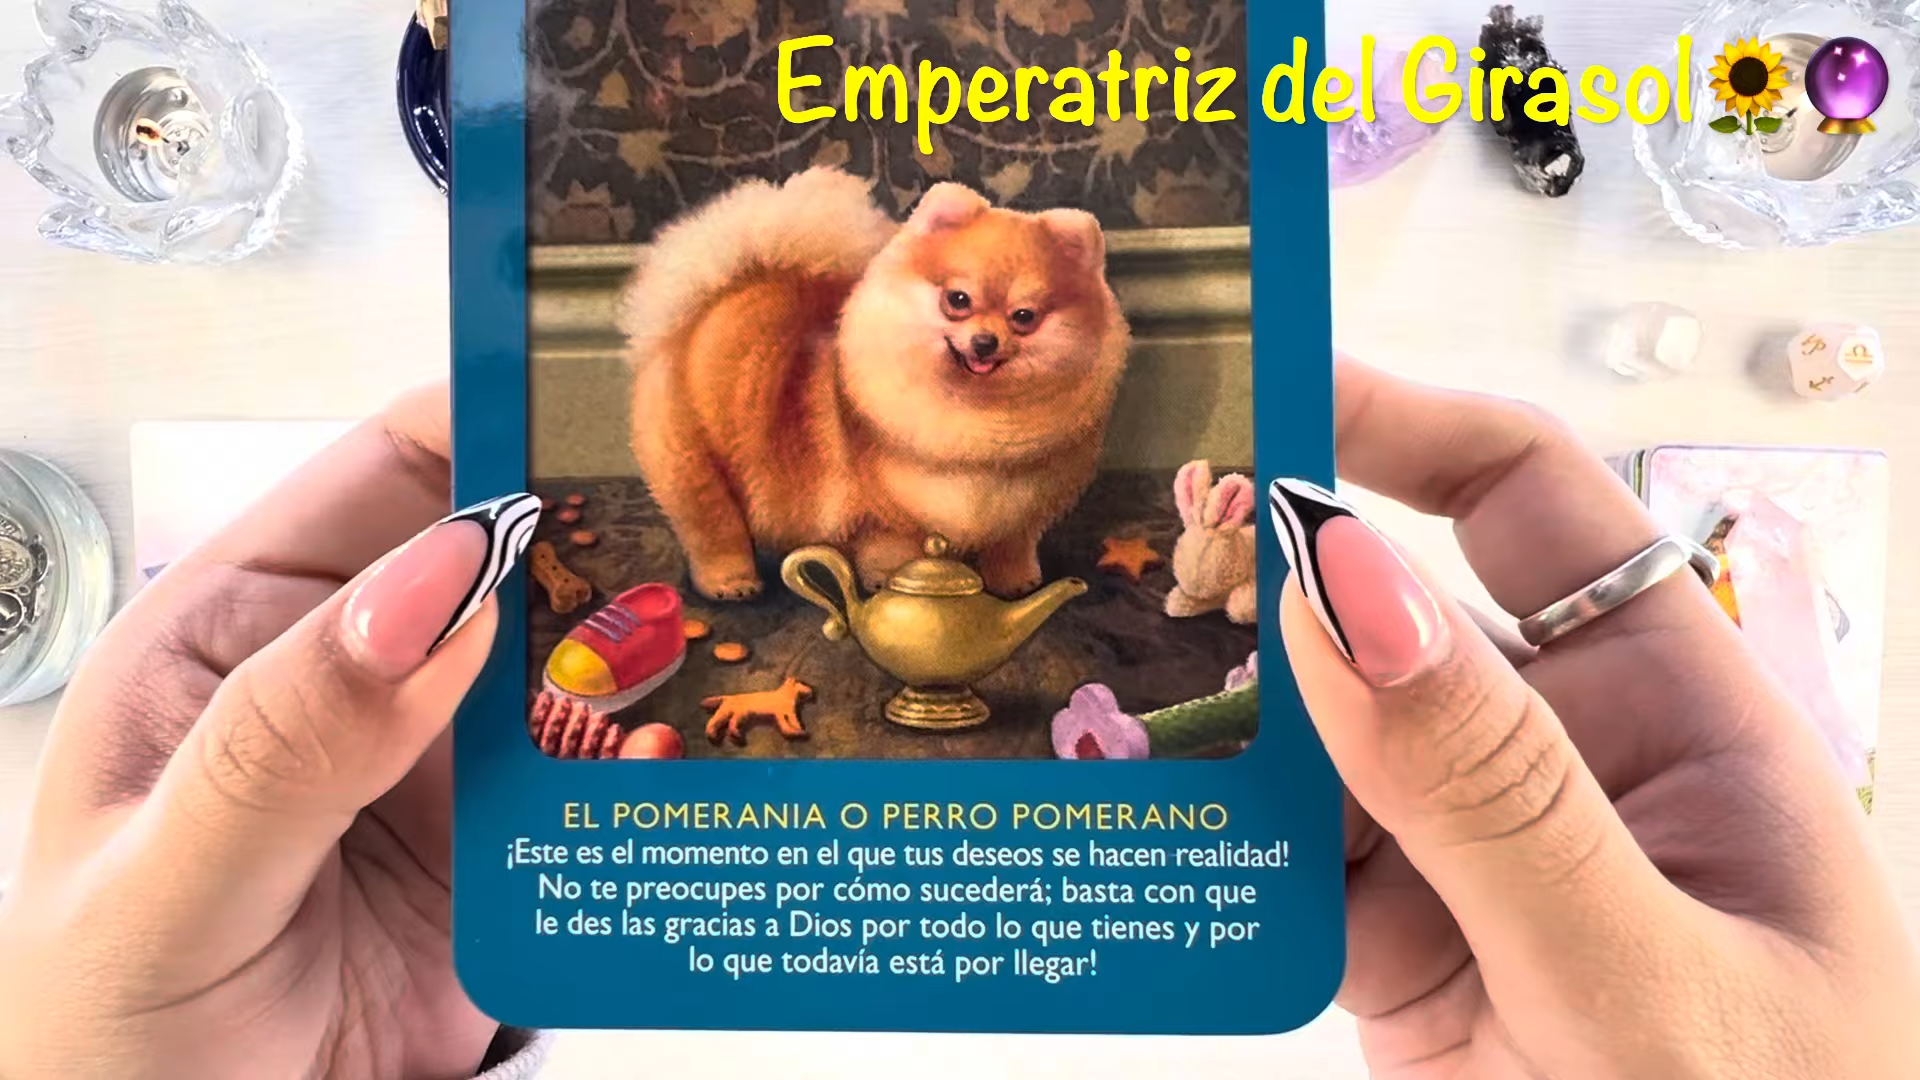 Emperatriz del Girasol🌻🔮
EL POMERANIA O PERRO POMERANO
¡Este es el momento en el que tus deseos se hacen realidad!
No te preocupes por cómo sucederá; basta con que
le des las gracias a Dios por todo lo que tienes y por
lo que todavía está por llegar!